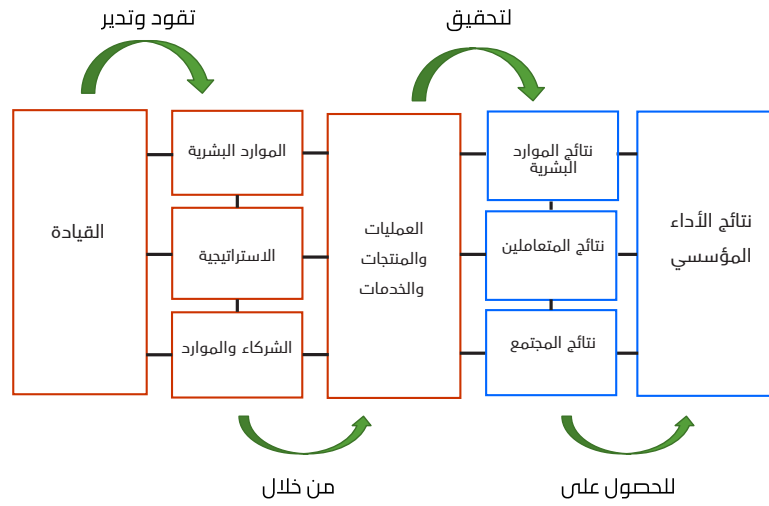 تقود وتدير
لتحقيق
القيادة
الموارد البشرية
الاستراتيجية
الشركاء والموارد
العمليات
والمنتجات
والخدمات
نتائج الموارد
البشرية
نتائج المتعاملين
نتائج المجتمع
نتائج الأداء
المؤسسي
من خلال
للحصول على